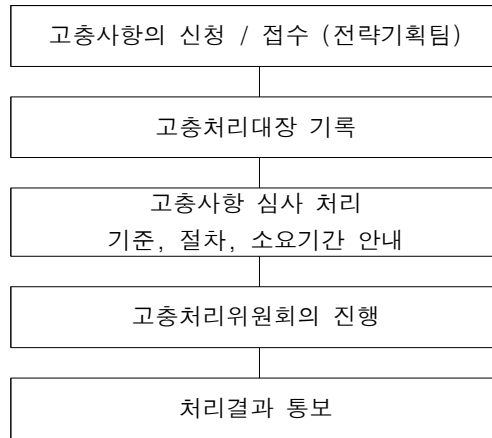 고충사항의 신청 / 접수 (전략기획팀)
고충처리대장 기록
고충사항 심사 처리
기준, 절차, 소요기간 안내
고충처리위원회의 진행
처리결과 통보